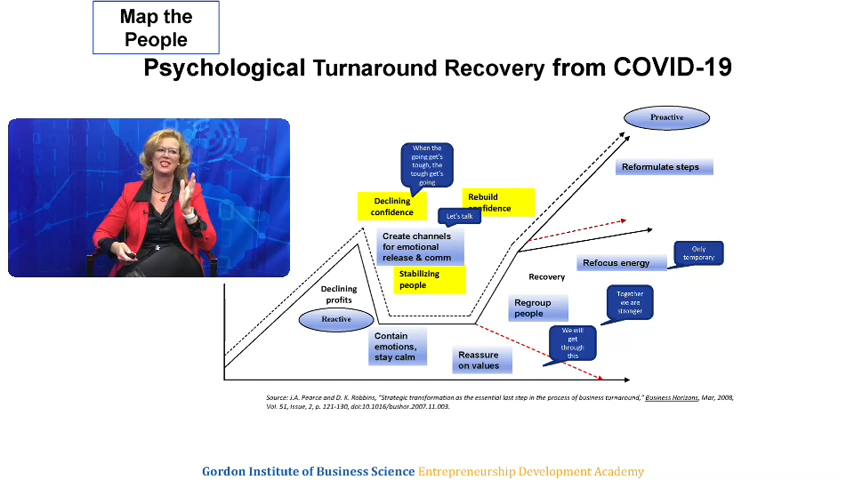 Map the
People
Psychological Turnaround Recovery from COVID-19
Proactive
When the
going get's
tough, the
tough get's
going
Reformulate steps
Declining
confidence
Rebuild
confidence
Let's talk
Create channels
for emotional
release & comm
Stabilizing
people
Only
temporary
Refocus energy
Recovery
Declining
profits
Together
we are
stronger
Regroup
people
Reactive
We will
get
through
this
Contain
emotions,
stay calm
Reassure
on values
Source: J.A. Pearce and D. K. Robbins, "Strategic transformation as the essential last step in the process of business turnaround," Business Horizons, Mar, 2008,
Vol. 51, Issue, 2, p. 121-130, doi:10.1016/bushor.2007.11.003.
Gordon Institute of Business Science Entrepreneurship Development Academy